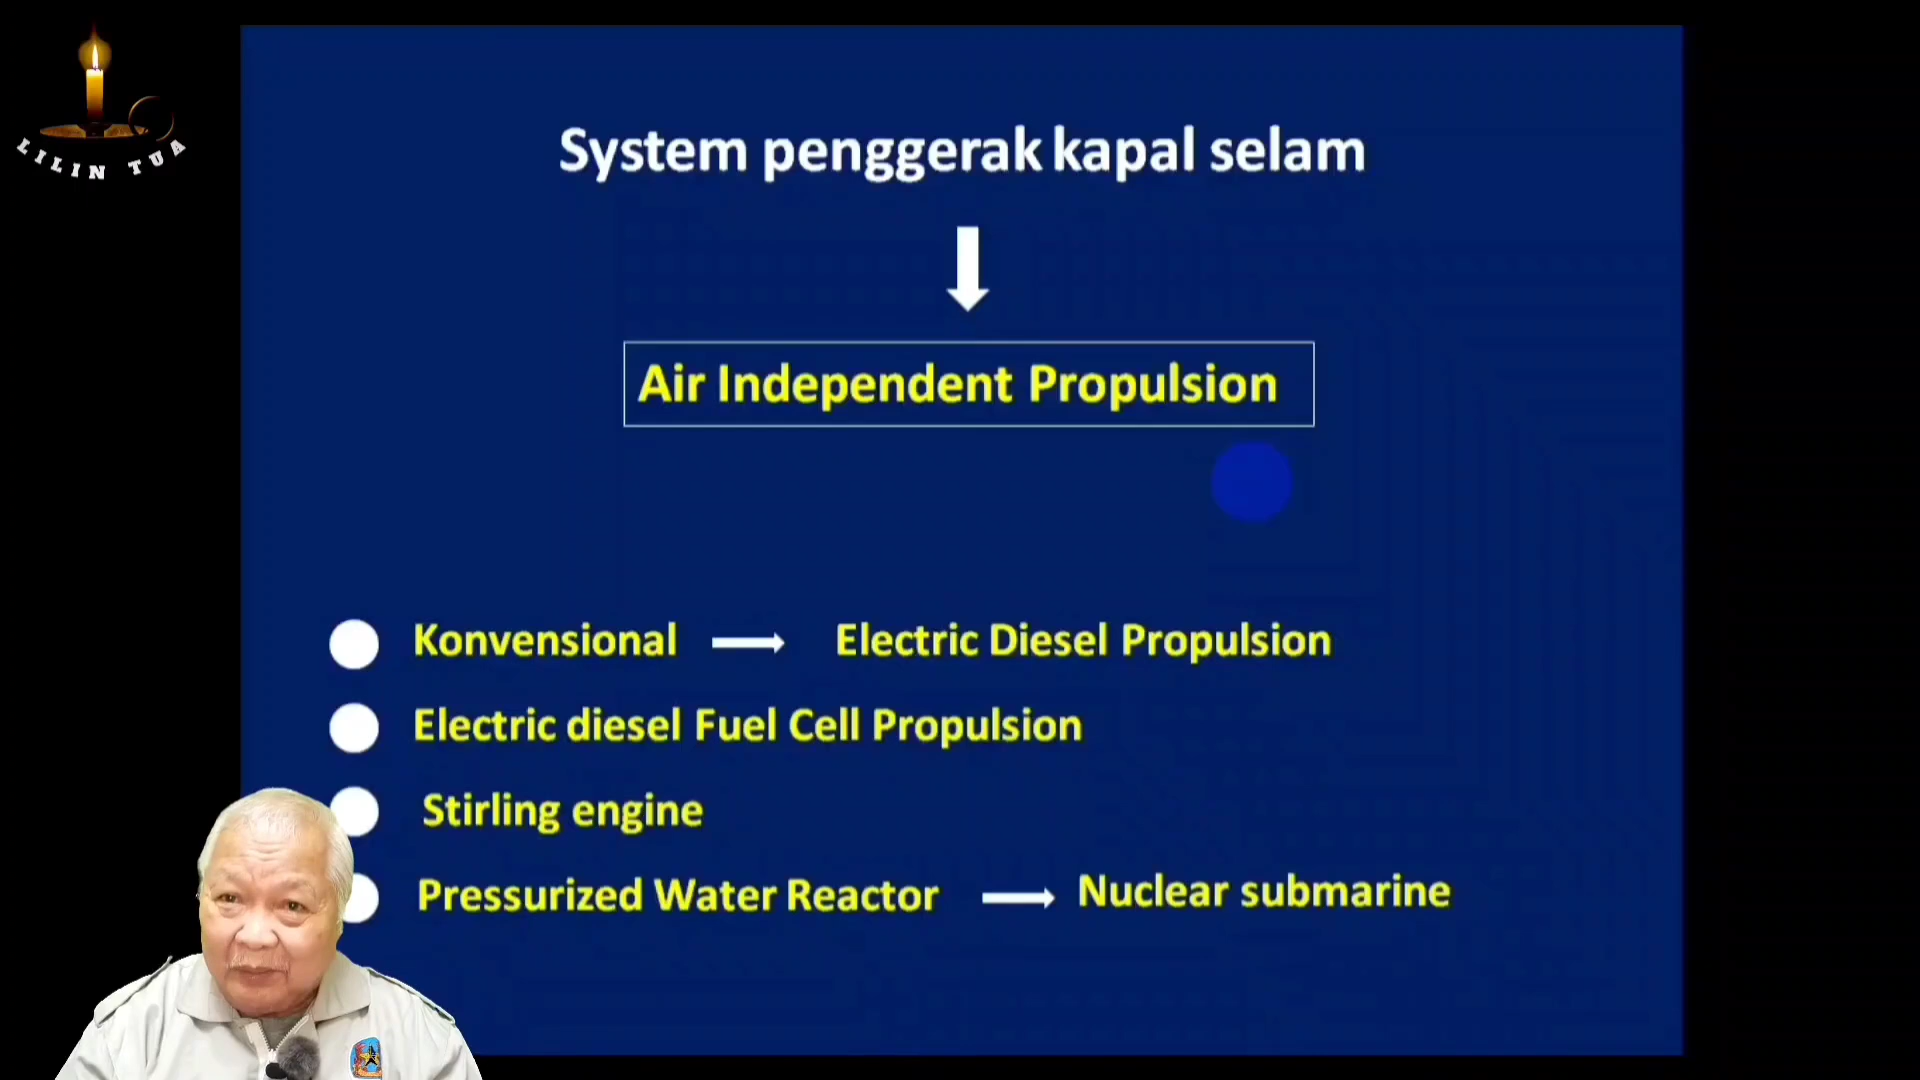 LILIN TUA
System penggerak kapal selam
Air Independent Propulsion
Konvensional
Electric Diesel Propulsion
Electric diesel Fuel Cell Propulsion
Stirling engine
Pressurized Water Reactor
Nuclear submarine